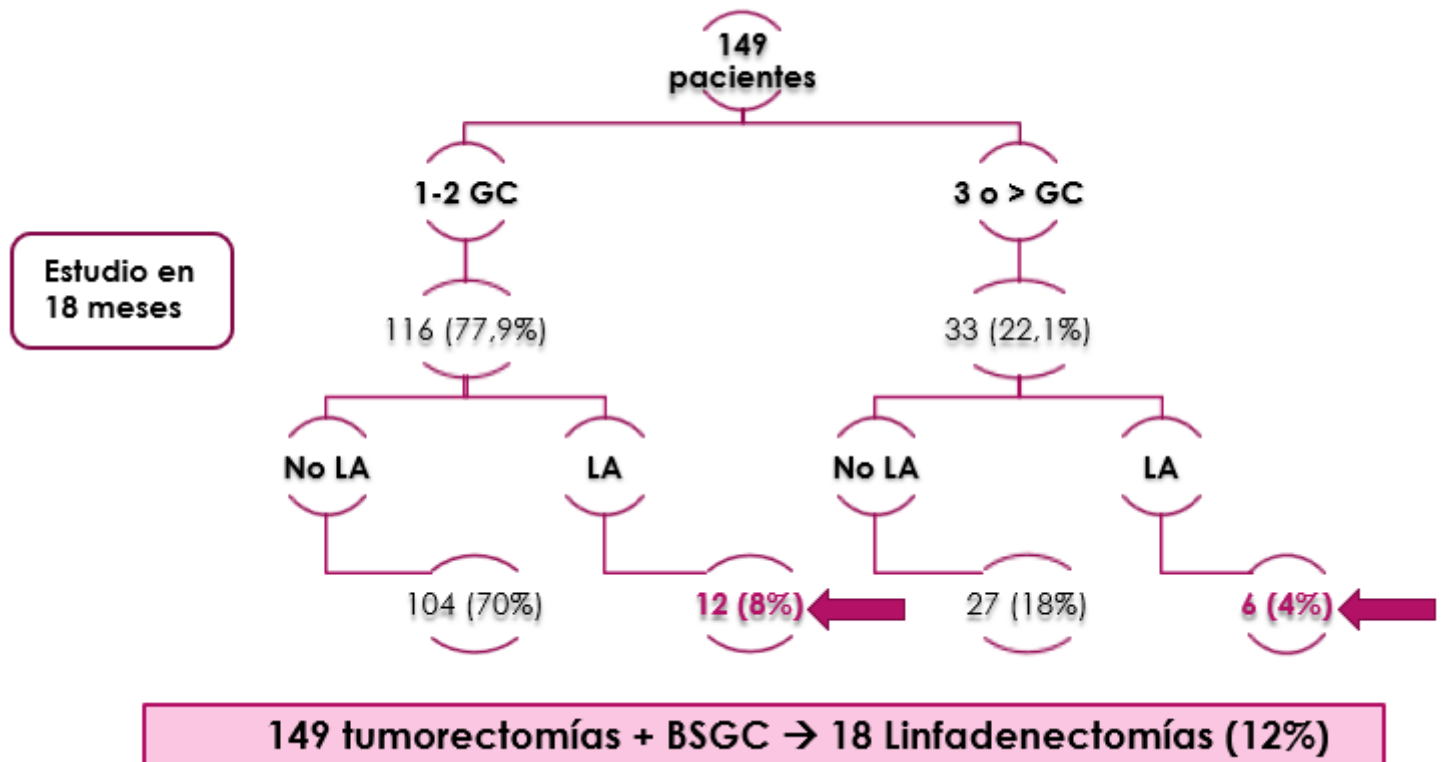 149
pacientes
1-2 GC
3 o > GC
Estudio en
18 meses
116 (77,9%)
33 (22,1%)
No LA
LA
No LA
LA
104 (70%)
12 (8%)
27 (18%)
6 (4%)
149 tumorectomías + BSGC → 18 Linfadenectomías (12%)